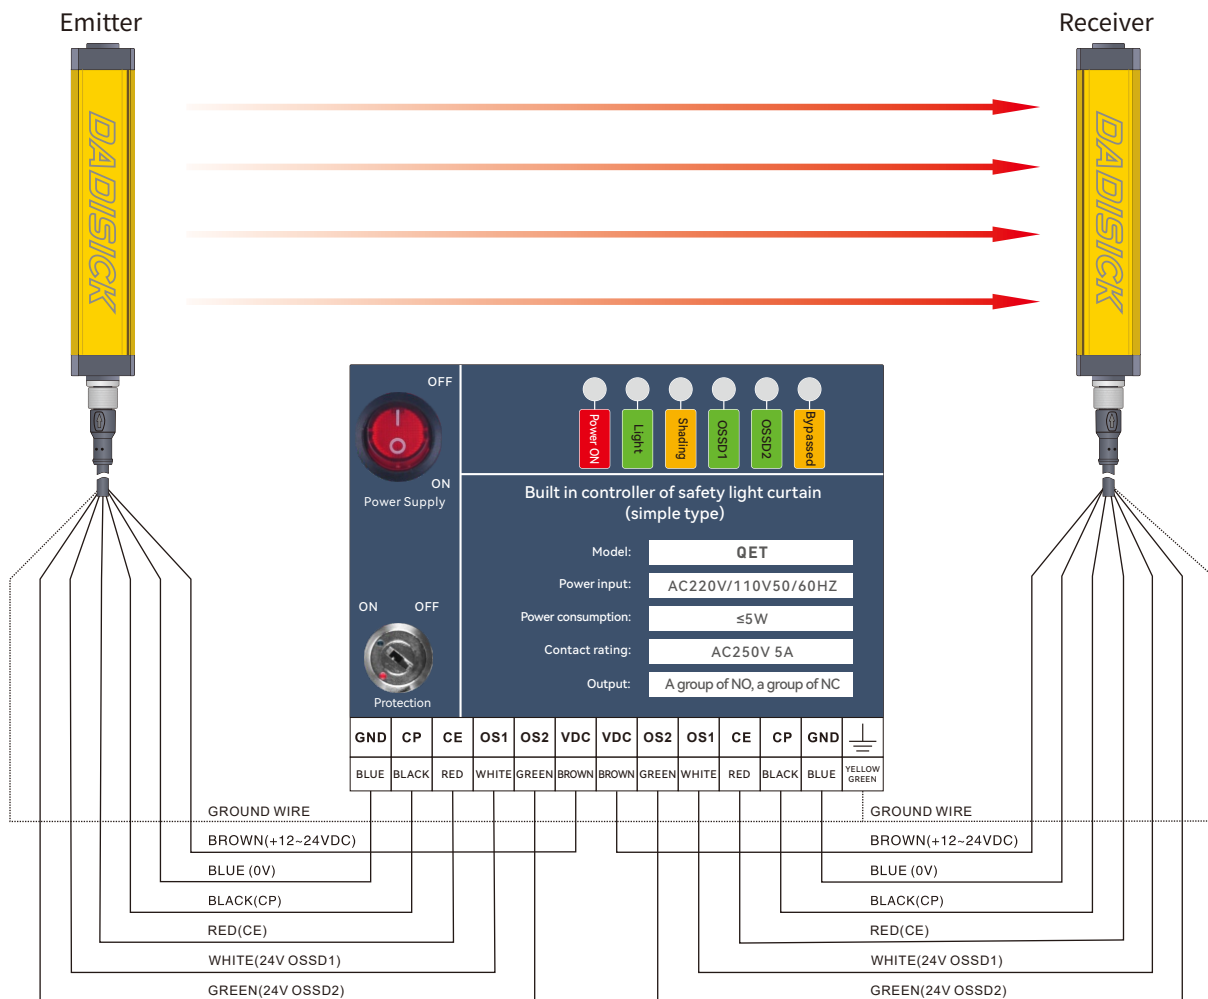 Emitter
Receiver
DADISICK
DADISICK
OFF
ON
Power Supply
Power ON
Light
Shading
OSSD1
OSSD2
Bypassed
Built in controller of safety light curtain
(simple type)
Model: QET
Power input: AC220V/110V50/60HZ
Power consumption: ≤5W
Contact rating: AC250V 5A
Output: A group of NO, a group of NC
ON OFF
Protection
GND CP CE OS1 OS2 VDC VDC OS2 OS1 CE CP GND
BLUE BLACK RED WHITE GREEN BROWN BROWN GREEN WHITE RED BLACK BLUE YELLOW
GREEN
GROUND WIRE GROUND WIRE
BROWN(+12~24VDC) BROWN(+12~24VDC)
BLUE (0V) BLUE (0V)
BLACK(CP) BLACK(CP)
RED(CE) RED(CE)
WHITE(24V OSSD1) WHITE(24V OSSD1)
GREEN(24V OSSD2) GREEN(24V OSSD2)